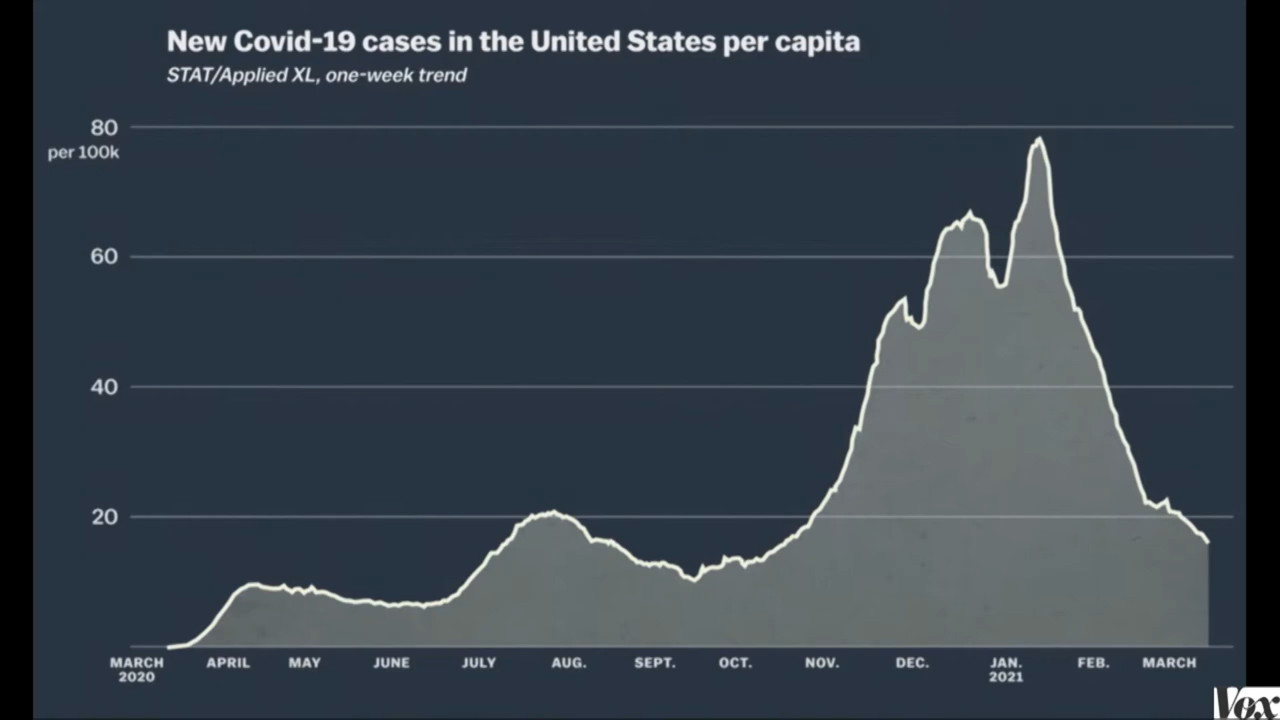 New Covid-19 cases in the United States per capita
STAT/Applied XL, one-week trend
80
per 100k
60
40
20
MARCH APRIL MAY JUNE JULY AUG. SEPT. OCT. NOV. DEC. JAN. FEB. MARCH
2020 2021
Vox